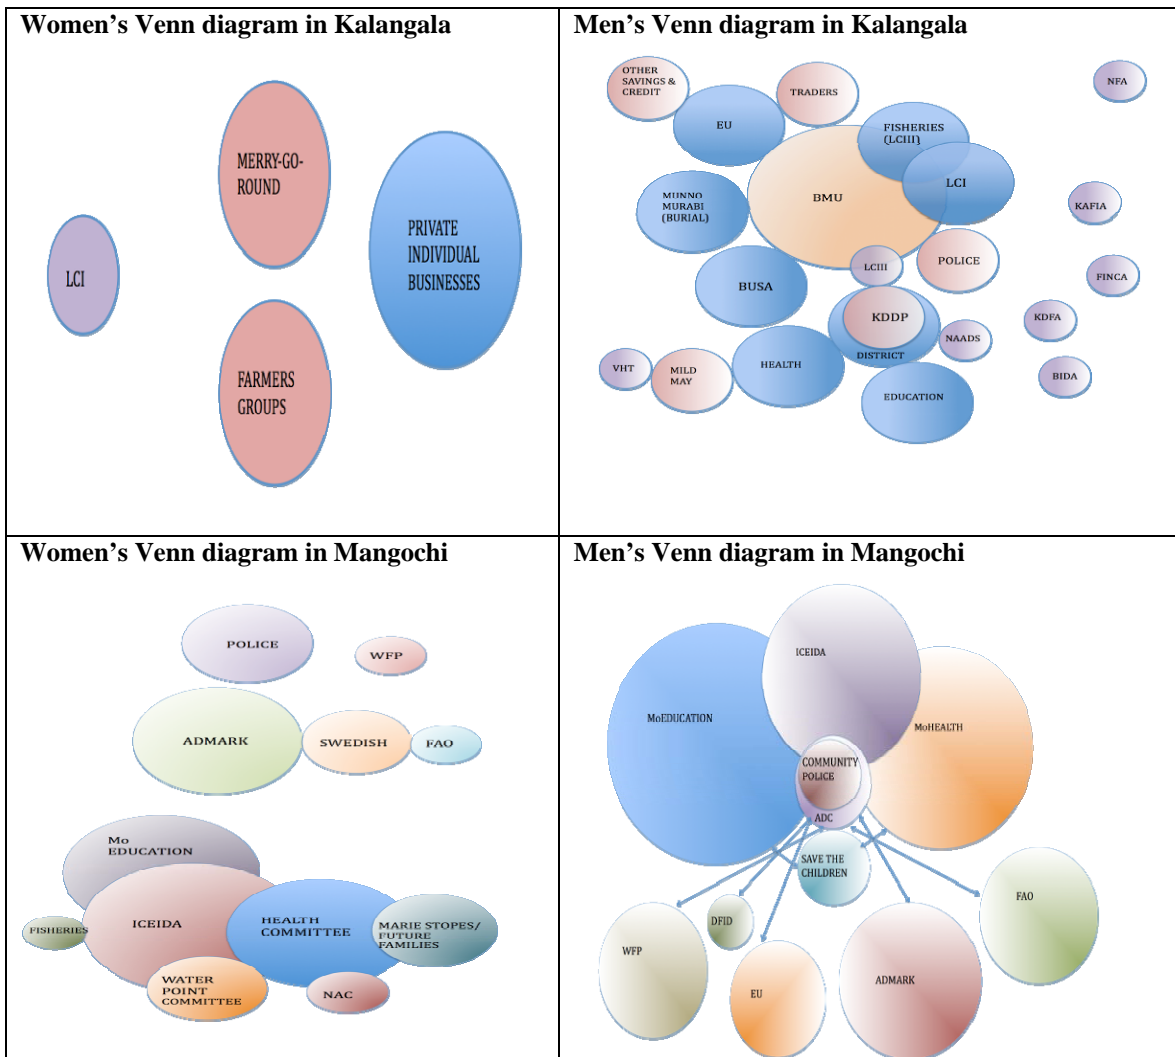 Women's Venn diagram in Kalangala
MERRY-GO-
ROUND
PRIVATE
INDIVIDUAL
BUSINESSES
LCI
FARMERS
GROUPS
Men's Venn diagram in Kalangala
OTHER
SAVINGS &
CREDIT
TRADERS
NFA
EU
FISHERIES
(LCIII)
LCI
MUNNO
MURABI
(BURIAL)
BMU
KAFIA
POLICE
LCIII
BUSA
FINCA
KDDP
KDFA
DISTRICT
NAADS
VHT
MILD
MAY
HEALTH
BIDA
EDUCATION
Women's Venn diagram in Mangochi
POLICE
WFP
ADMARK
SWEDISH
FAO
Mo
EDUCATION
FISHERIES
ICEIDA
HEALTH
COMMITTEE
MARIE STOPES/
FUTURE
FAMILIES
WATER
POINT
COMMITTEE
NAC
Men's Venn diagram in Mangochi
ICEIDA
MoEDUCATION
MoHEALTH
COMMUNITY
POLICE
ADC
SAVE THE
CHILDREN
FAO
DFID
WFP
EU
ADMARK